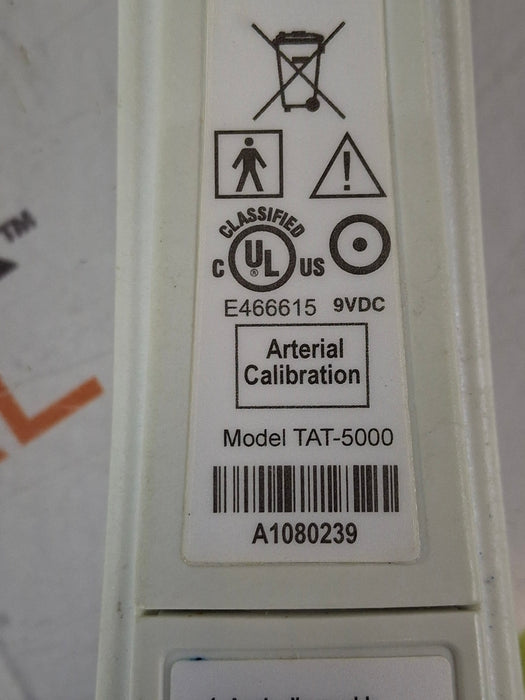 CLASSIFIED
C UL ® US
E466615 9VDC
Arterial
Calibration
Model TAT-5000
A1080239
TM